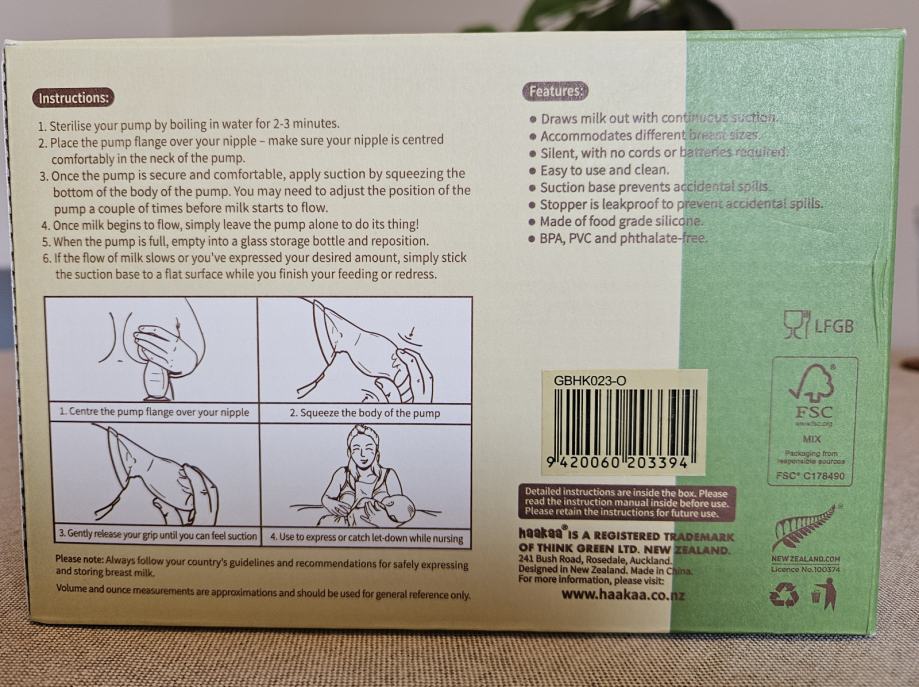 Instructions:
1. Sterilise your pump by boiling in water for 2-3 minutes.
2. Place the pump flange over your nipple – make sure your nipple is centred
comfortably in the neck of the pump.
3. Once the pump is secure and comfortable, apply suction by squeezing the
bottom of the body of the pump. You may need to adjust the position of the
pump a couple of times before milk starts to flow.
4. Once milk begins to flow, simply leave the pump alone to do its thing!
5. When the pump is full, empty into a glass storage bottle and reposition.
6. If the flow of milk slows or you've expressed your desired amount, simply stick
the suction base to a flat surface while you finish your feeding or redress.
1. Centre the pump flange over your nipple
2. Squeeze the body of the pump
3. Gently release your grip until you can feel suction
4. Use to express or catch let-down while nursing
Please note: Always follow your country's guidelines and recommendations for safely expressing
and storing breast milk.
Volume and ounce measurements are approximations and should be used for general reference only.
Features:
● Draws milk out with continuous suction.
● Accommodates different breast sizes.
● Silent, with no cords or batteries required.
● Easy to use and clean.
● Suction base prevents accidental spills.
● Stopper is leakproof to prevent accidental spills.
● Made of food grade silicone.
● BPA, PVC and phthalate-free.
GBHK023-O
9 420060 203394
Detailed instructions are inside the box. Please
read the instruction manual inside before use.
Please retain the instructions for future use.
haakaa® IS A REGISTERED TRADEMARK
OF THINK GREEN LTD. NEW ZEALAND.
241 Bush Road, Rosedale, Auckland.
Designed in New Zealand. Made in China.
For more information, please visit:
www.haakaa.co.nz
LFGB
FSC
www.fsc.org
MIX
Packaging from
responsible sources
FSC® C178490
NEWZEALAND.COM
Licence No.100374